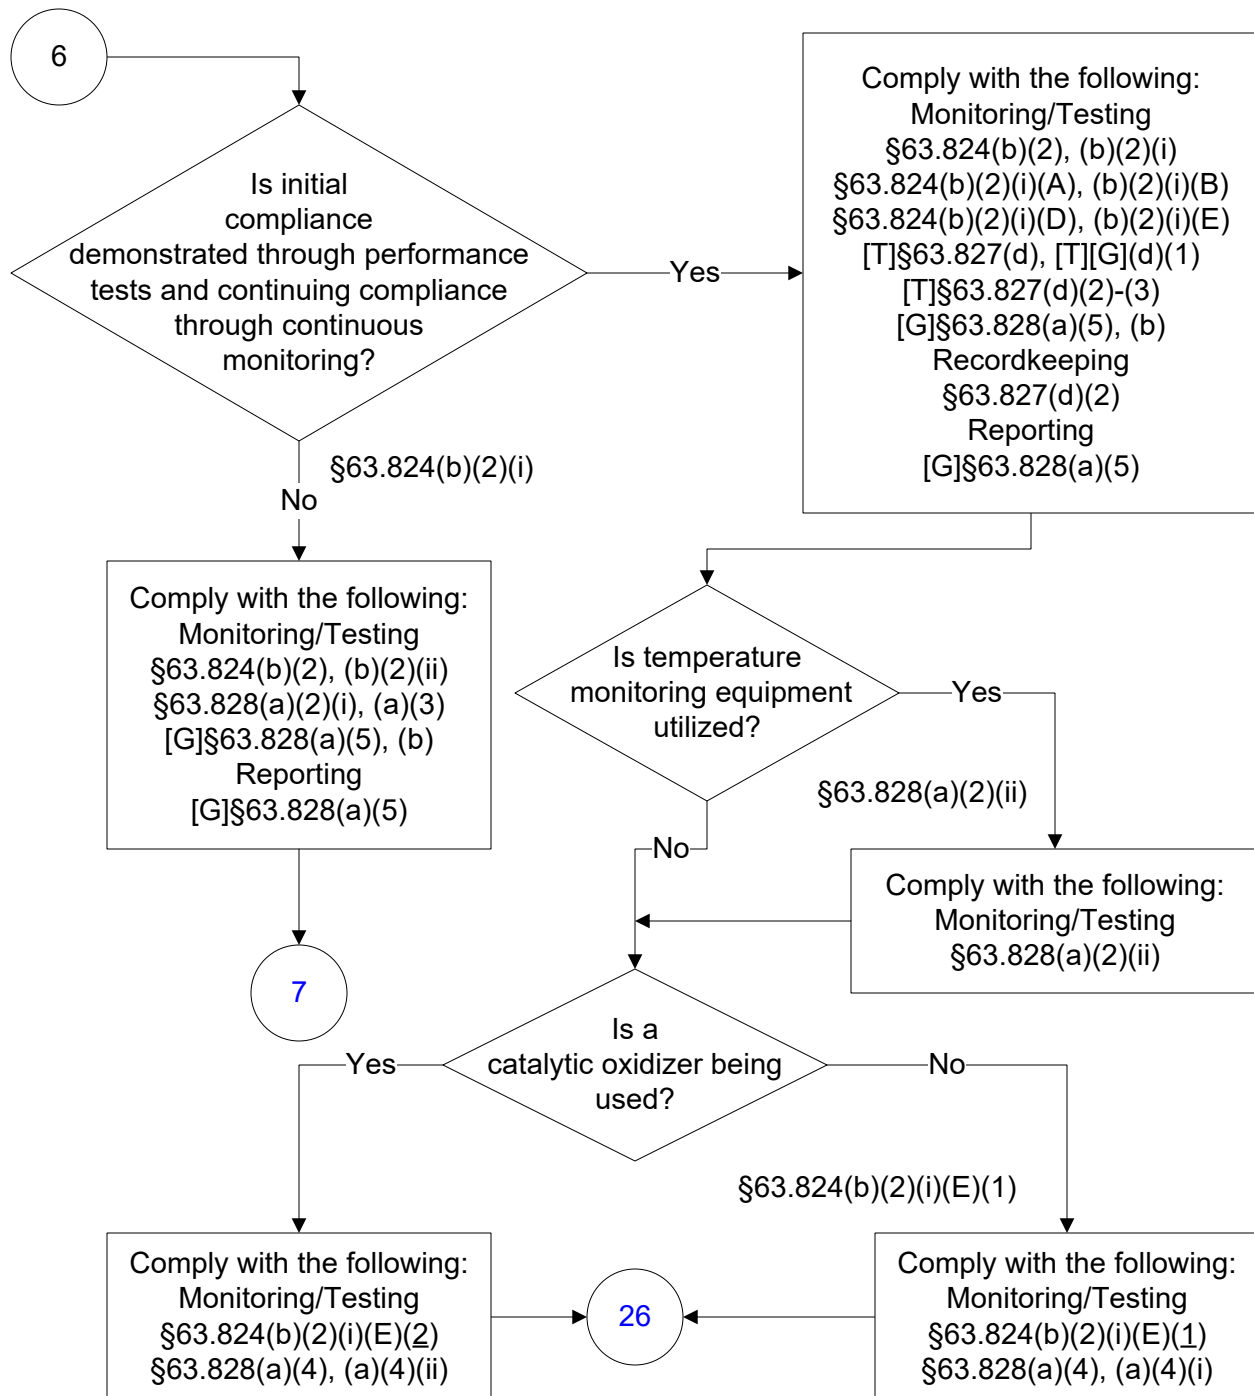 6
Is initial
compliance
demonstrated through performance
tests and continuing compliance
through continuous
monitoring?
Yes
Comply with the following:
Monitoring/Testing
§63.824(b)(2), (b)(2)(i)
§63.824(b)(2)(i)(A), (b)(2)(i)(B)
§63.824(b)(2)(i)(D), (b)(2)(i)(E)
[T]§63.827(d), [T][G](d)(1)
[T]§63.827(d)(2)-(3)
[G]§63.828(a)(5), (b)
Recordkeeping
§63.827(d)(2)
Reporting
[G]§63.828(a)(5)
§63.824(b)(2)(i)
No
Comply with the following:
Monitoring/Testing
§63.824(b)(2), (b)(2)(ii)
§63.828(a)(2)(i), (a)(3)
[G]§63.828(a)(5), (b)
Reporting
[G]§63.828(a)(5)
7
Is temperature
monitoring equipment
utilized?
Yes
§63.828(a)(2)(ii)
No
Comply with the following:
Monitoring/Testing
§63.828(a)(2)(ii)
Is a
catalytic oxidizer being
used?
Yes
No
§63.824(b)(2)(i)(E)(1)
Comply with the following:
Monitoring/Testing
§63.824(b)(2)(i)(E)(2)
§63.828(a)(4), (a)(4)(ii)
26
Comply with the following:
Monitoring/Testing
§63.824(b)(2)(i)(E)(1)
§63.828(a)(4), (a)(4)(i)